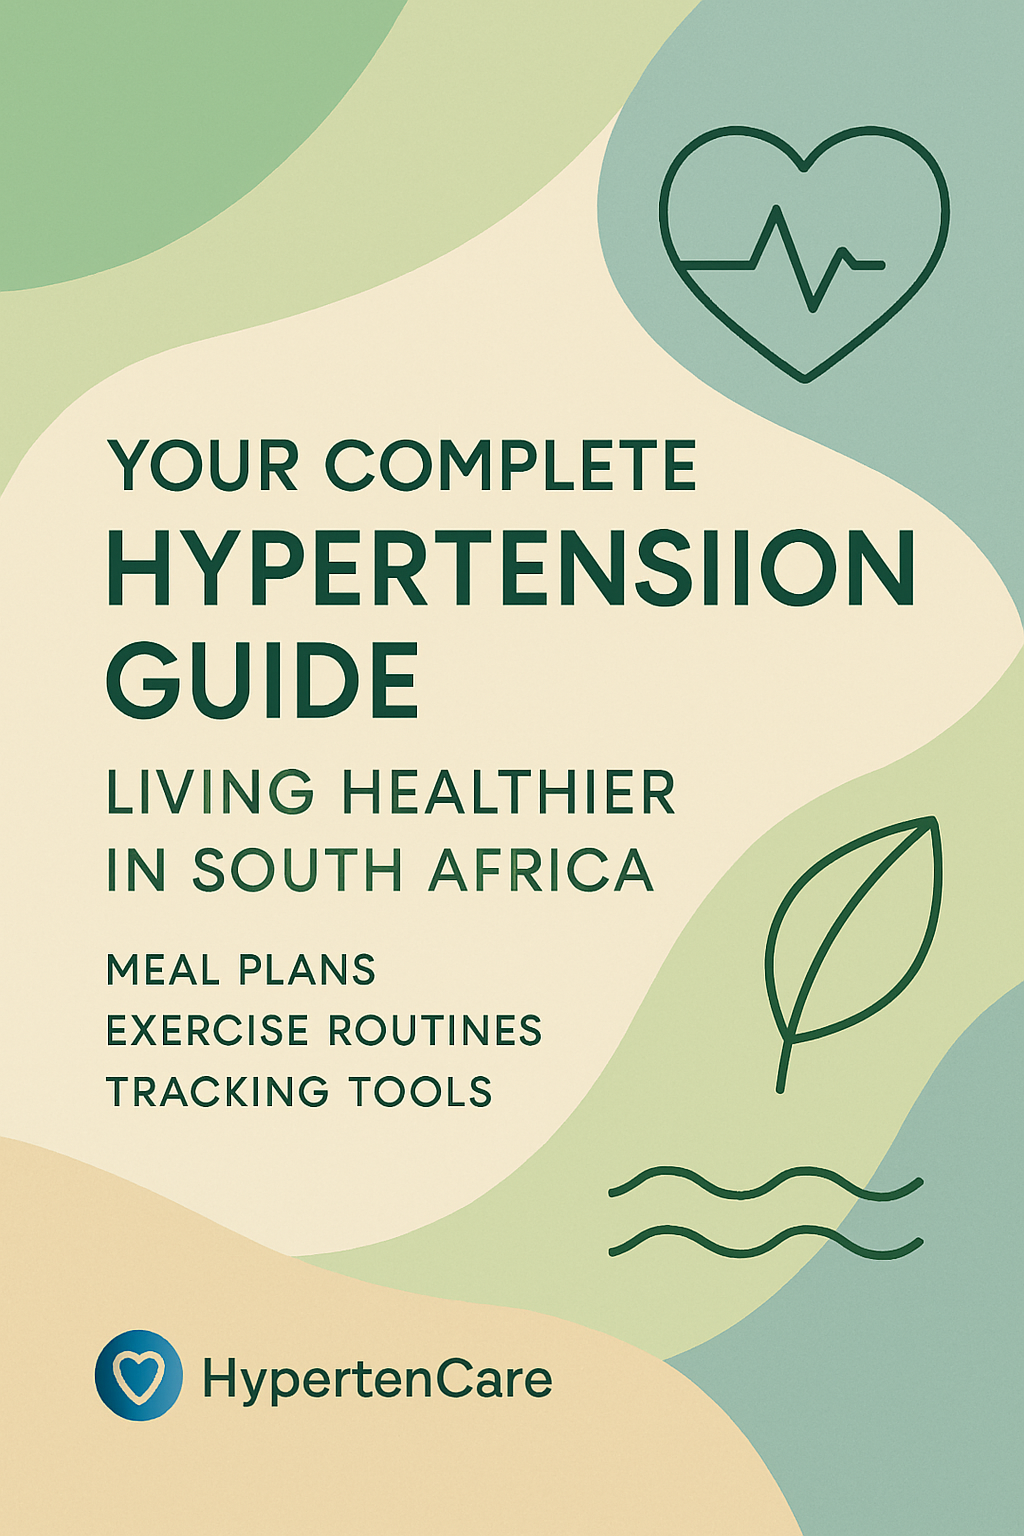 YOUR COMPLETE
HYPERTENSIION
GUIDE
LIVING HEALTHIER
IN SOUTH AFRICA
MEAL PLANS
EXERCISE ROUTINES
TRACKING TOOLS
HypertenCare